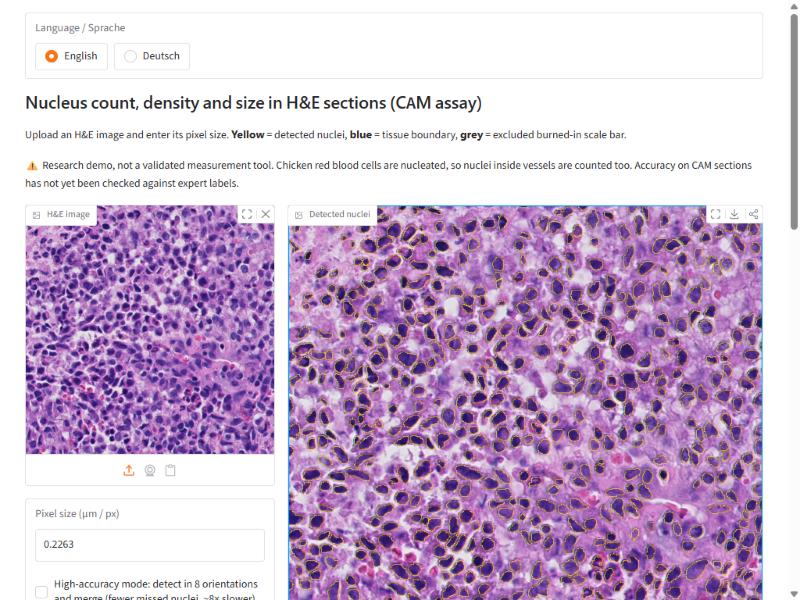 Language / Sprache
English
Deutsch
Nucleus count, density and size in H&E sections (CAM assay)
Upload an H&E image and enter its pixel size. Yellow = detected nuclei, blue = tissue boundary, grey = excluded burned-in scale bar.
⚠️ Research demo, not a validated measurement tool. Chicken red blood cells are nucleated, so nuclei inside vessels are counted too. Accuracy on CAM sections
has not yet been checked against expert labels.
H&E image
Detected nuclei
Pixel size (µm / px)
0.2263
High-accuracy mode: detect in 8 orientations
and merge (fewer missed nuclei, ~8x slower)